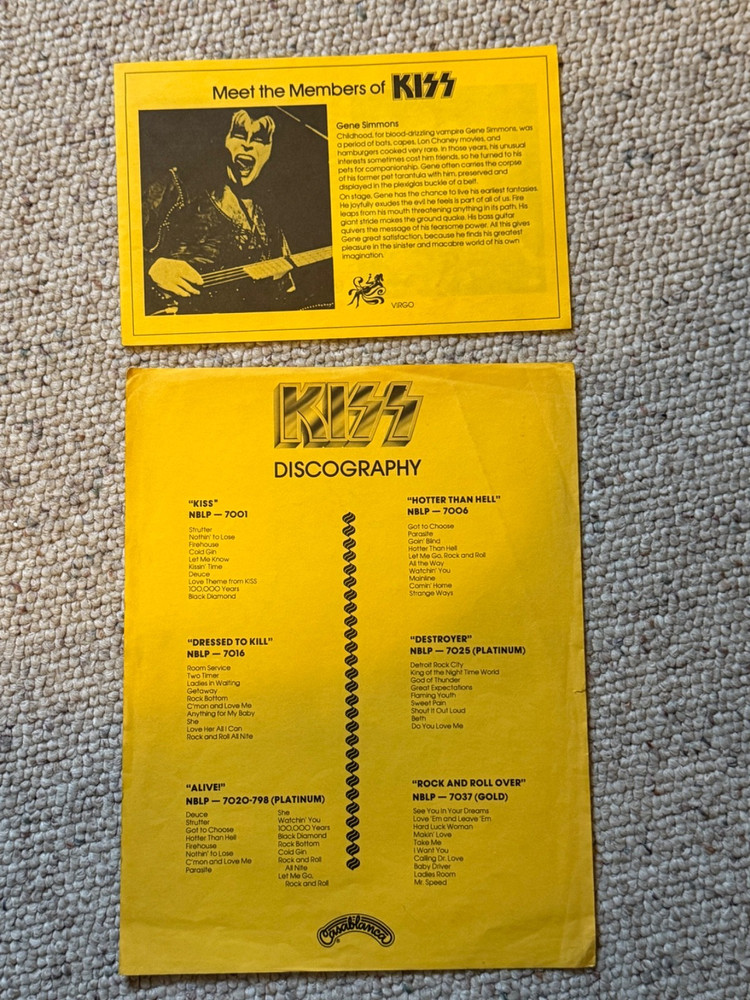 Meet the Members of KISS
Gene Simmons
Childhood, for blood-drizzling vampire Gene Simmons, was
a period of bats, capes, Lon Chaney movies, and
hamburgers cooked very rare. In those years, his unusual
interests sometimes cost him friends, so he turned to his
pets for companionship. Gene often carries the corpse
of his former pet tarantula with him, preserved and
displayed in the plexiglas buckle of a belt.
On stage, Gene has the chance to live his earliest fantasies.
He joyfully exudes the evil he feels is part of all of us. Fire
leaps from his mouth threatening anything in its path. His
giant stride makes the ground quake. His bass guitar
quivers the message of his fearsome power. All this gives
Gene great satisfaction, because he finds his greatest
pleasure in the sinister and macabre world of his own
imagination.
VIRGO
KISS
DISCOGRAPHY
"KISS"
NBLP — 7001
Strutter
Nothin' to Lose
Firehouse
Cold Gin
Let Me Know
Kissin' Time
Deuce
Love Theme from KISS
100,000 Years
Black Diamond
"HOTTER THAN HELL"
NBLP — 7006
Got to Choose
Parasite
Goin' Blind
Hotter Than Hell
Let Me Go, Rock and Roll
All the Way
Watchin' You
Mainline
Comin' Home
Strange Ways
"DRESSED TO KILL"
NBLP — 7016
Room Service
Two Timer
Ladies in Waiting
Getaway
Rock Bottom
C'mon and Love Me
Anything for My Baby
She
Love Her All I Can
Rock and Roll All Nite
"DESTROYER"
NBLP — 7025 (PLATINUM)
Detroit Rock City
King of the Night Time World
God of Thunder
Great Expectations
Flaming Youth
Sweet Pain
Shout It Out Loud
Beth
Do You Love Me
"ALIVE!"
NBLP — 7020-798 (PLATINUM)
Deuce
Strutter
Got to Choose
Hotter Than Hell
Firehouse
Nothin' to Lose
C'mon and Love Me
Parasite
She
Watchin' You
100,000 Years
Black Diamond
Rock Bottom
Cold Gin
Rock and Roll
All Nite
Let Me Go,
Rock and Roll
"ROCK AND ROLL OVER"
NBLP — 7037 (GOLD)
See You in Your Dreams
Love 'Em and Leave 'Em
Hard Luck Woman
Makin' Love
Take Me
I Want You
Calling Dr. Love
Baby Driver
Ladies Room
Mr. Speed
Casablanca
®